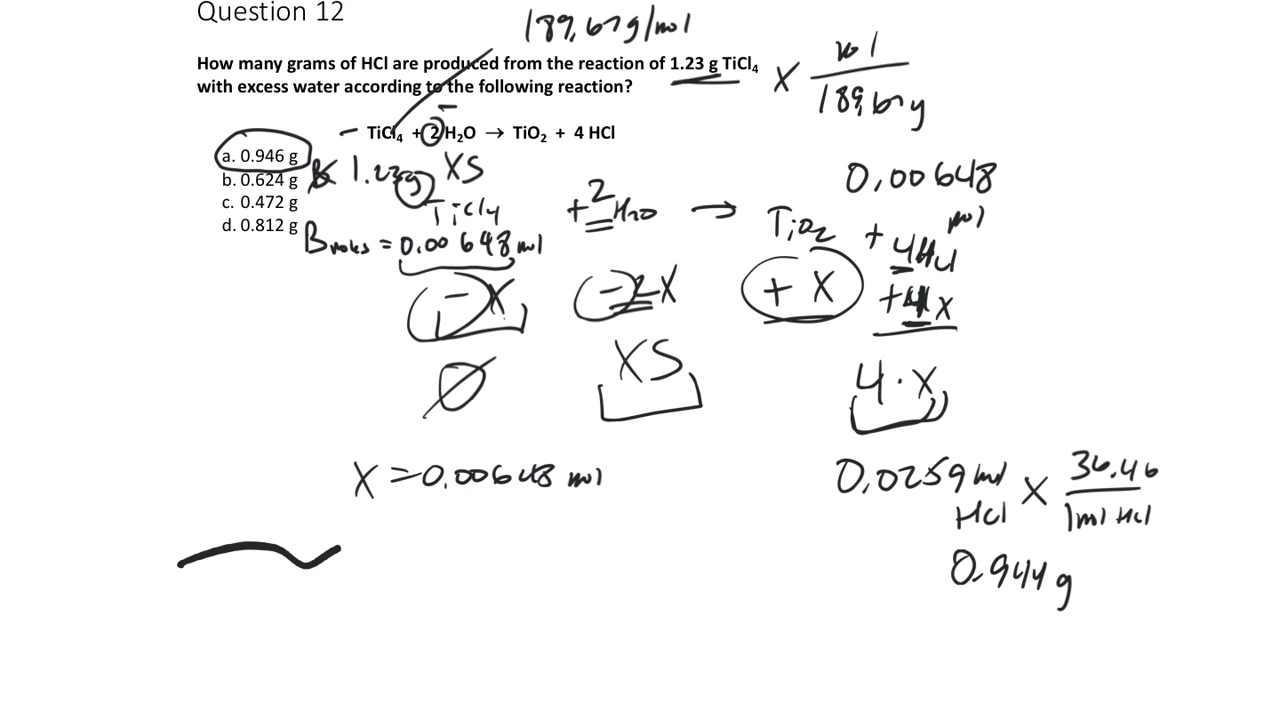 Question 12
189.67 g/mol
How many grams of HCl are produced from the reaction of 1.23 g TiCl4
with excess water according to the following reaction?
X mol
189.67 g
TiCl4 + 2 H2O → TiO2 + 4 HCl
a. 0.946 g
b. 0.624 g
c. 0.472 g
d. 0.812 g
1.23g XS
0.00648 mol
TiCl4 + 2 H2O → TiO2 + 4 HCl
= 0.00648 mol
-X -2X +X +4X
0 XS 4·X
X = 0.00648 mol
0.0259 mol HCl X 36.46
1 mol HCl
0.944 g